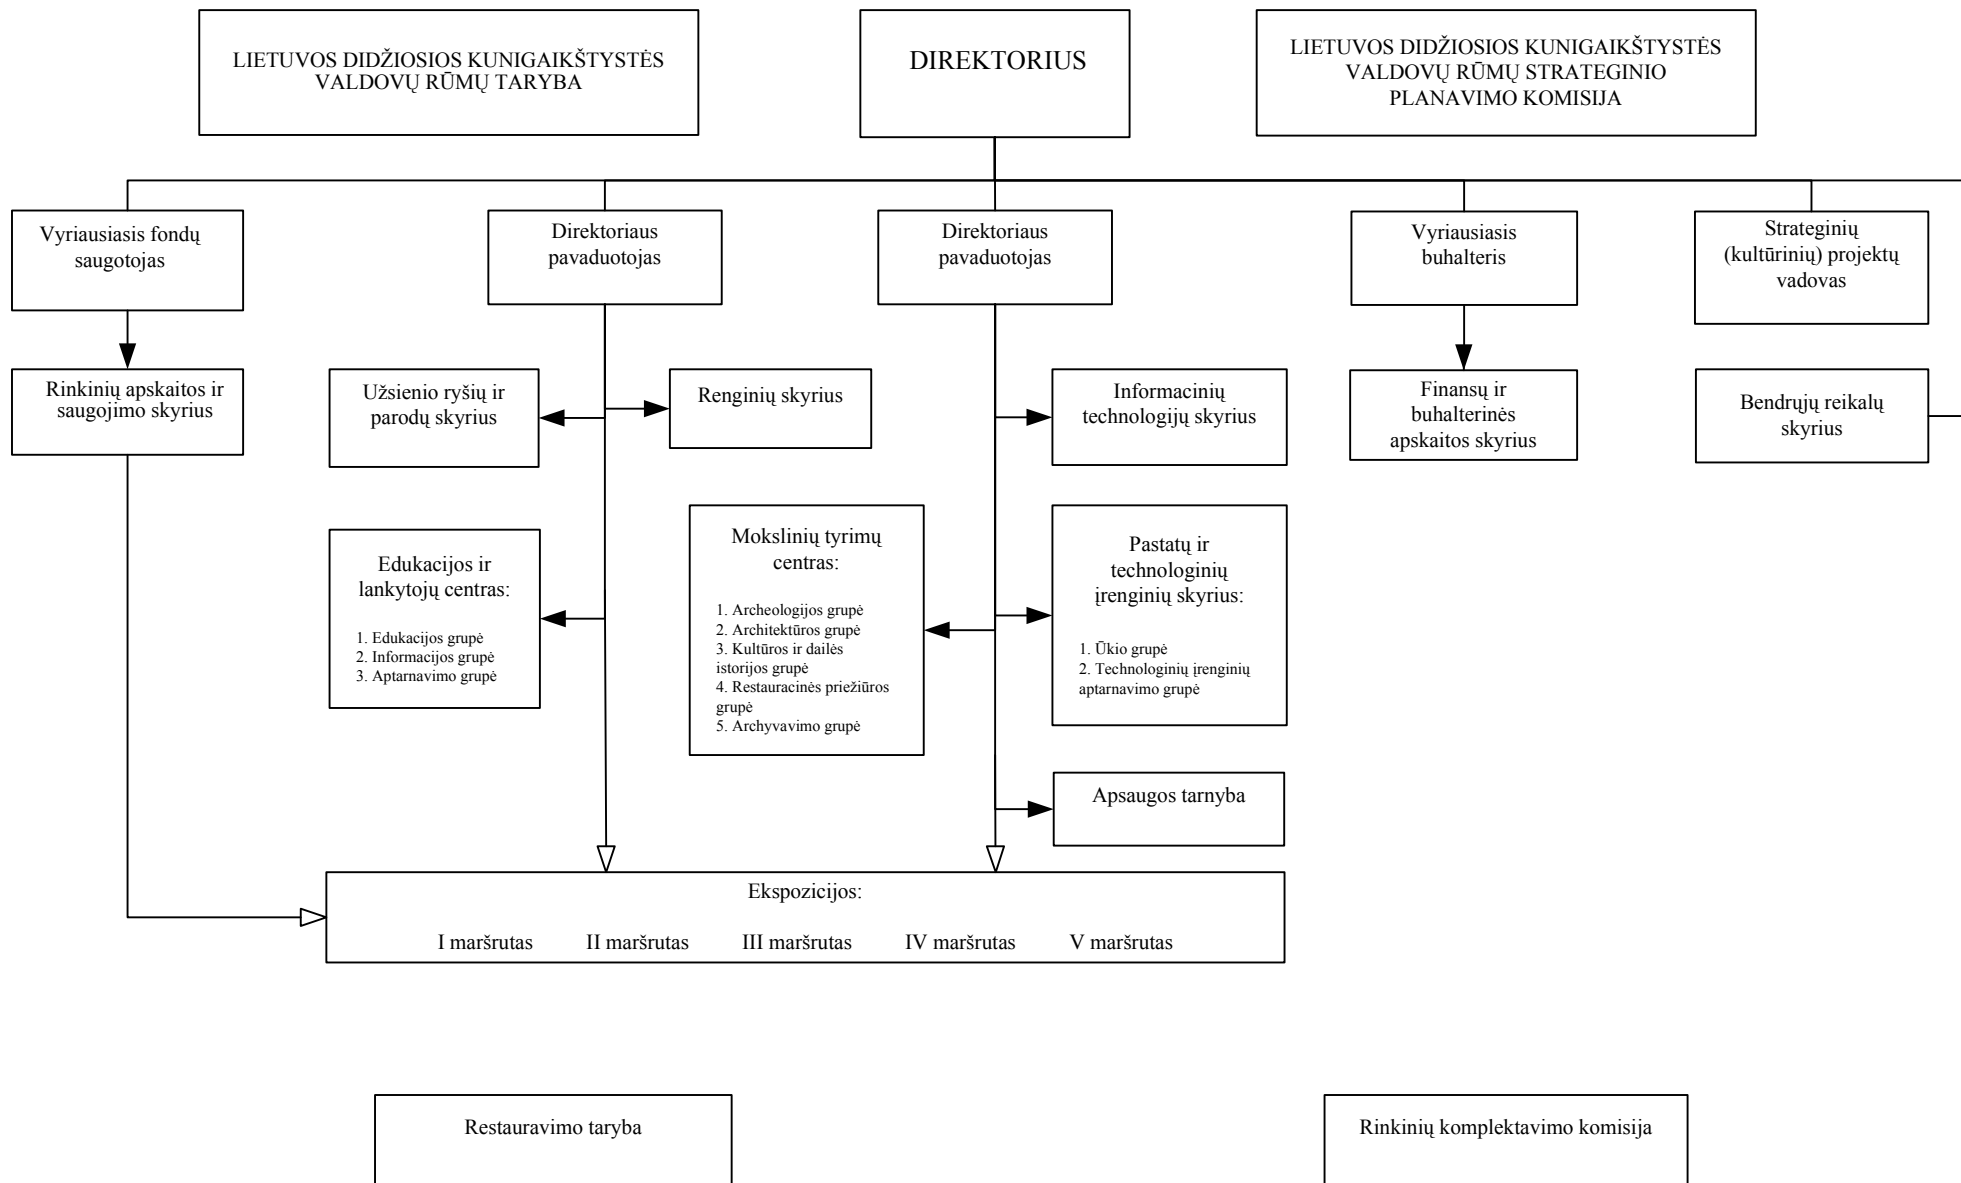 LIETUVOS DIDŽIOSIOS KUNIGAIKŠTYSTĖS
VALDOVŲ RŪMŲ TARYBA
DIREKTORIUS
LIETUVOS DIDŽIOSIOS KUNIGAIKŠTYSTĖS
VALDOVŲ RŪMŲ STRATEGINIO
PLANAVIMO KOMISIJA
Vyriausiasis fondų
saugotojas
Direktoriaus
pavaduotojas
Direktoriaus
pavaduotojas
Vyriausiasis
buhalteris
Strateginių
(kultūrinių) projektų
vadovas
Rinkinių apskaitos ir
saugojimo skyrius
Užsienio ryšių ir
parodų skyrius
Renginių skyrius
Informacinių
technologijų skyrius
Finansų ir
buhalterinės
apskaitos skyrius
Bendrųjų reikalų
skyrius
Edukacijos ir
lankytojų centras:
1. Edukacijos grupė
2. Informacijos grupė
3. Aptarnavimo grupė
Mokslinių tyrimų
centras:
1. Archeologijos grupė
2. Architektūros grupė
3. Kultūros ir dailės
istorijos grupė
4. Restauracinės priežiūros
grupė
5. Archyvavimo grupė
Pastatų ir
technologinių
įrenginių skyrius:
1. Ūkio grupė
2. Technologinių įrenginių
aptarnavimo grupė
Apsaugos tarnyba
Ekspozicijos:
I maršrutas II maršrutas III maršrutas IV maršrutas V maršrutas
Restauravimo taryba
Rinkinių komplektavimo komisija